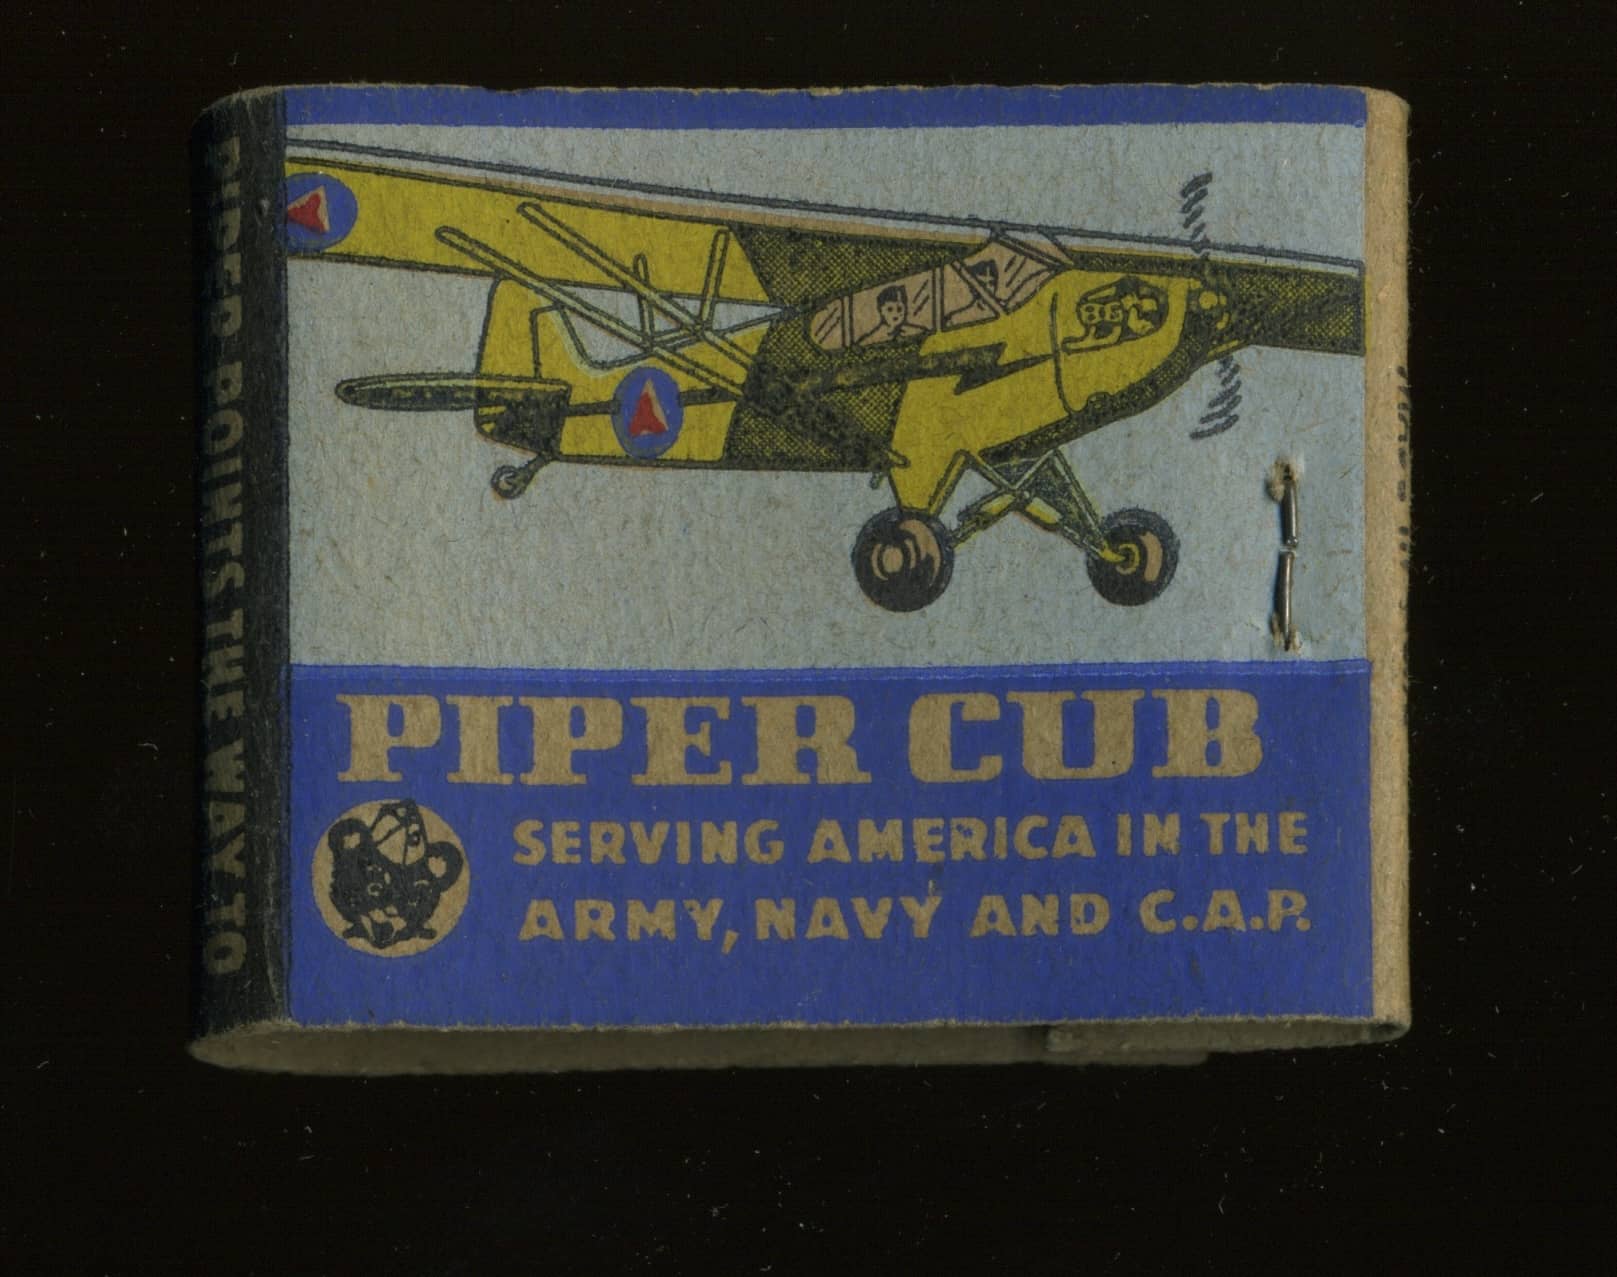 PIPER CUB
SERVING AMERICA IN THE
ARMY, NAVY AND C.A.P.
PIPER POINTS THE WAY TO